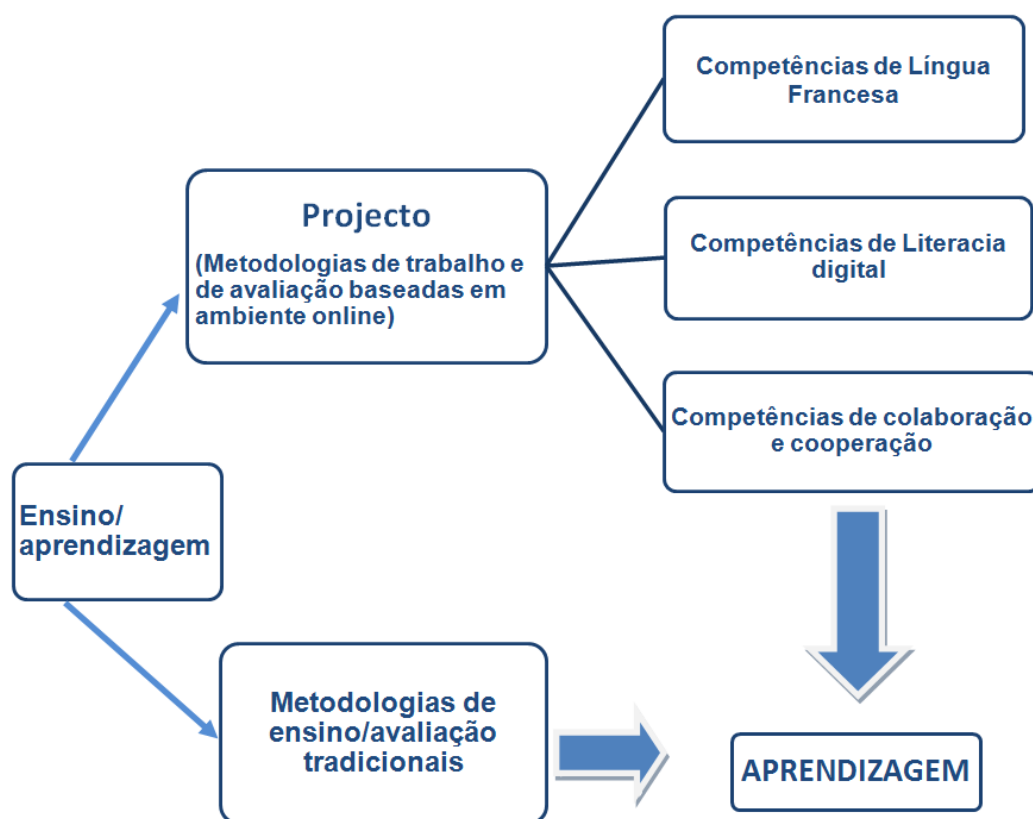 Competências de Língua
Francesa
Projecto
(Metodologias de trabalho e
de avaliação baseadas em
ambiente online)
Competências de Literacia
digital
Competências de colaboração
e cooperação
Ensino/
aprendizagem
Metodologias de
ensino/avaliação
tradicionais
APRENDIZAGEM